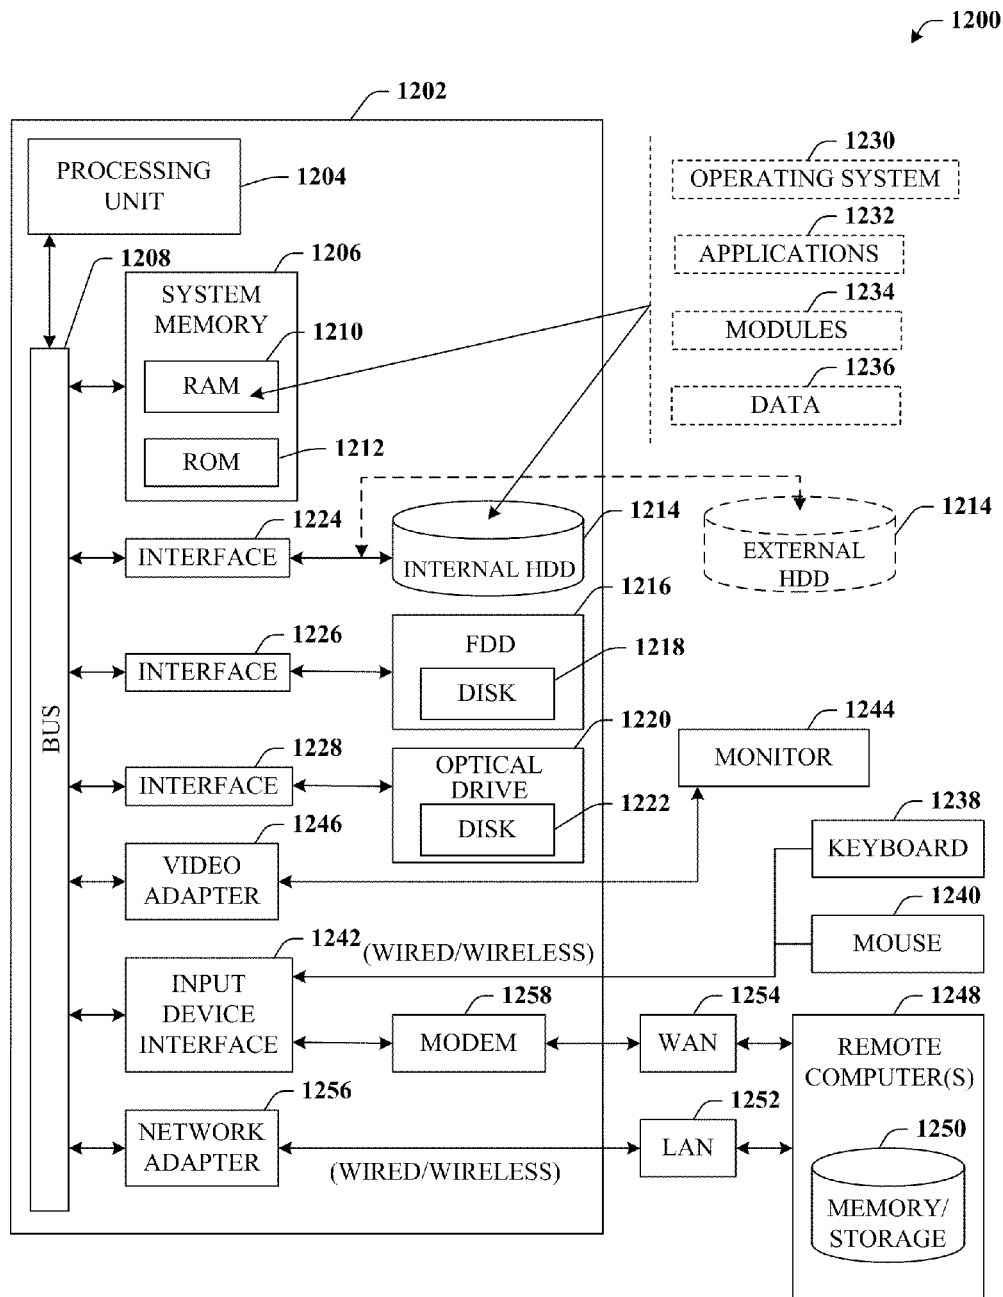 1200
1202
PROCESSING
UNIT
1204
1230
OPERATING SYSTEM
1232
APPLICATIONS
1234
MODULES
1236
DATA
1208
1206
SYSTEM
MEMORY
1210
RAM
1212
ROM
1224
INTERFACE
1214
INTERNAL HDD
1214
EXTERNAL
HDD
1226
INTERFACE
1216
FDD
1218
DISK
BUS
1228
INTERFACE
1220
OPTICAL
DRIVE
1222
DISK
1244
MONITOR
1246
VIDEO
ADAPTER
1238
KEYBOARD
1240
MOUSE
1242
(WIRED/WIRELESS)
INPUT
DEVICE
INTERFACE
1258
MODEM
1254
WAN
1248
REMOTE
COMPUTER(S)
1256
NETWORK
ADAPTER
(WIRED/WIRELESS)
1252
LAN
1250
MEMORY/
STORAGE